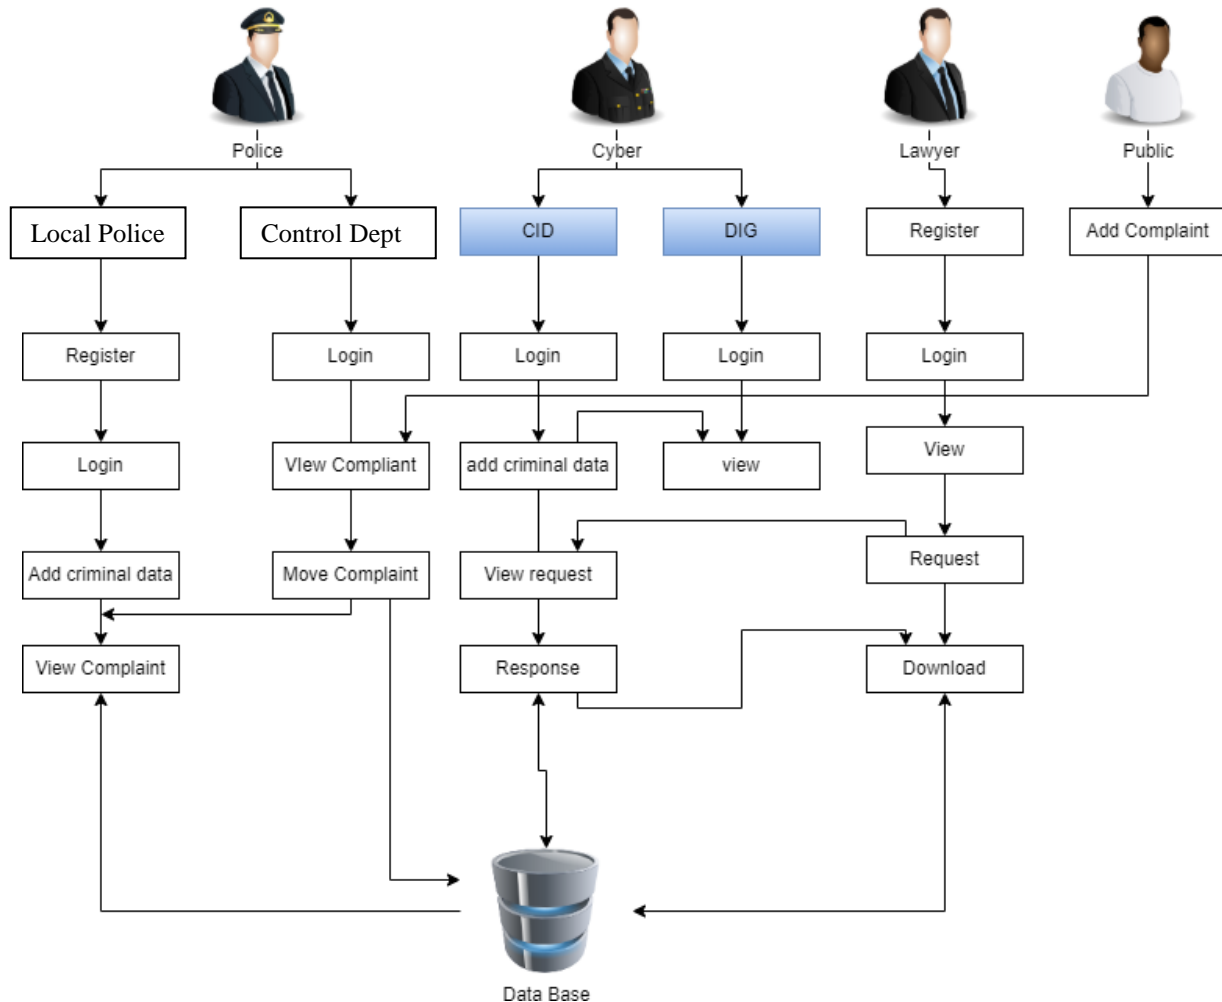 Police
Cyber
Lawyer
Public
Local Police
Control Dept
CID
DIG
Register
Add Complaint
Register
Login
Login
Login
Login
Login
VIew Compliant
add criminal data
view
View
Add criminal data
Move Complaint
View request
Request
View Complaint
Response
Download
Data Base